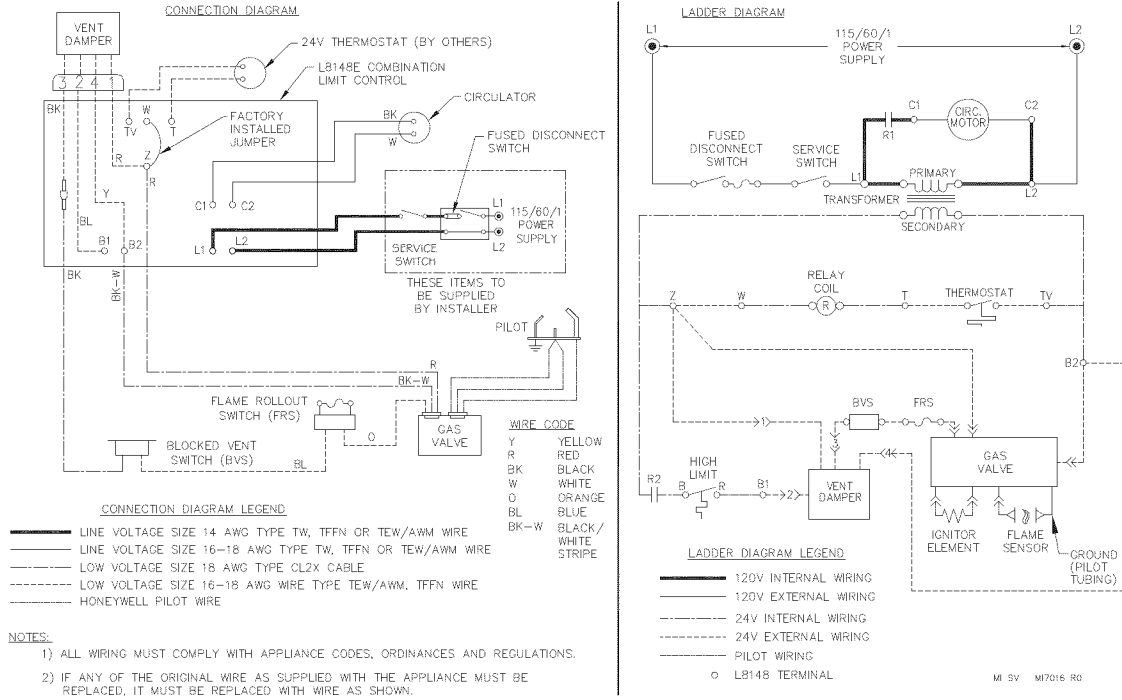 CONNECTION DIAGRAM
VENT
DAMPER
3 2 4 1
24V THERMOSTAT (BY OTHERS)
L8148E COMBINATION
LIMIT CONTROL
BK
W
TV
T
FACTORY
INSTALLED
JUMPER
BK
W
CIRCULATOR
FUSED DISCONNECT
SWITCH
R
Z
R
Y
BL
C1
C2
B1
B2
L1
L2
L1
115/60/1
POWER
SUPPLY
L2
SERVICE
SWITCH
THESE ITEMS TO
BE SUPPLIED
BY INSTALLER
BK
BK-W
PILOT
R
BK-W
FLAME ROLLOUT
SWITCH (FRS)
O
GAS
VALVE
BLOCKED VENT
SWITCH (BVS)
BL
WIRE CODE
Y YELLOW
R RED
BK BLACK
W WHITE
O ORANGE
BL BLUE
BK-W BLACK/
WHITE
STRIPE
CONNECTION DIAGRAM LEGEND
LINE VOLTAGE SIZE 14 AWG TYPE TW, TFFN OR TEW/AWM WIRE
LINE VOLTAGE SIZE 16-18 AWG TYPE TW, TFFN OR TEW/AWM WIRE
LOW VOLTAGE SIZE 18 AWG TYPE CL2X CABLE
LOW VOLTAGE SIZE 16-18 AWG WIRE TYPE TEW/AWM, TFFN WIRE
HONEYWELL PILOT WIRE
NOTES:
1) ALL WIRING MUST COMPLY WITH APPLIANCE CODES, ORDINANCES AND REGULATIONS.
2) IF ANY OF THE ORIGINAL WIRE AS SUPPLIED WITH THE APPLIANCE MUST BE
REPLACED, IT MUST BE REPLACED WITH WIRE AS SHOWN.
LADDER DIAGRAM
L1
115/60/1
POWER
SUPPLY
L2
C1
CIRC.
MOTOR
C2
R1
FUSED
DISCONNECT
SWITCH
SERVICE
SWITCH
L1
PRIMARY
L2
TRANSFORMER
SECONDARY
RELAY
COIL
Z
W
R
T
THERMOSTAT
TV
B2
BVS
FRS
1
3
4
GAS
VALVE
HIGH
LIMIT
R2
B
R
B1
2
VENT
DAMPER
IGNITOR
ELEMENT
FLAME
SENSOR
GROUND
(PILOT
TUBING)
LADDER DIAGRAM LEGEND
120V INTERNAL WIRING
120V EXTERNAL WIRING
24V INTERNAL WIRING
24V EXTERNAL WIRING
PILOT WIRING
L8148 TERMINAL
MI SV MI7016 R0